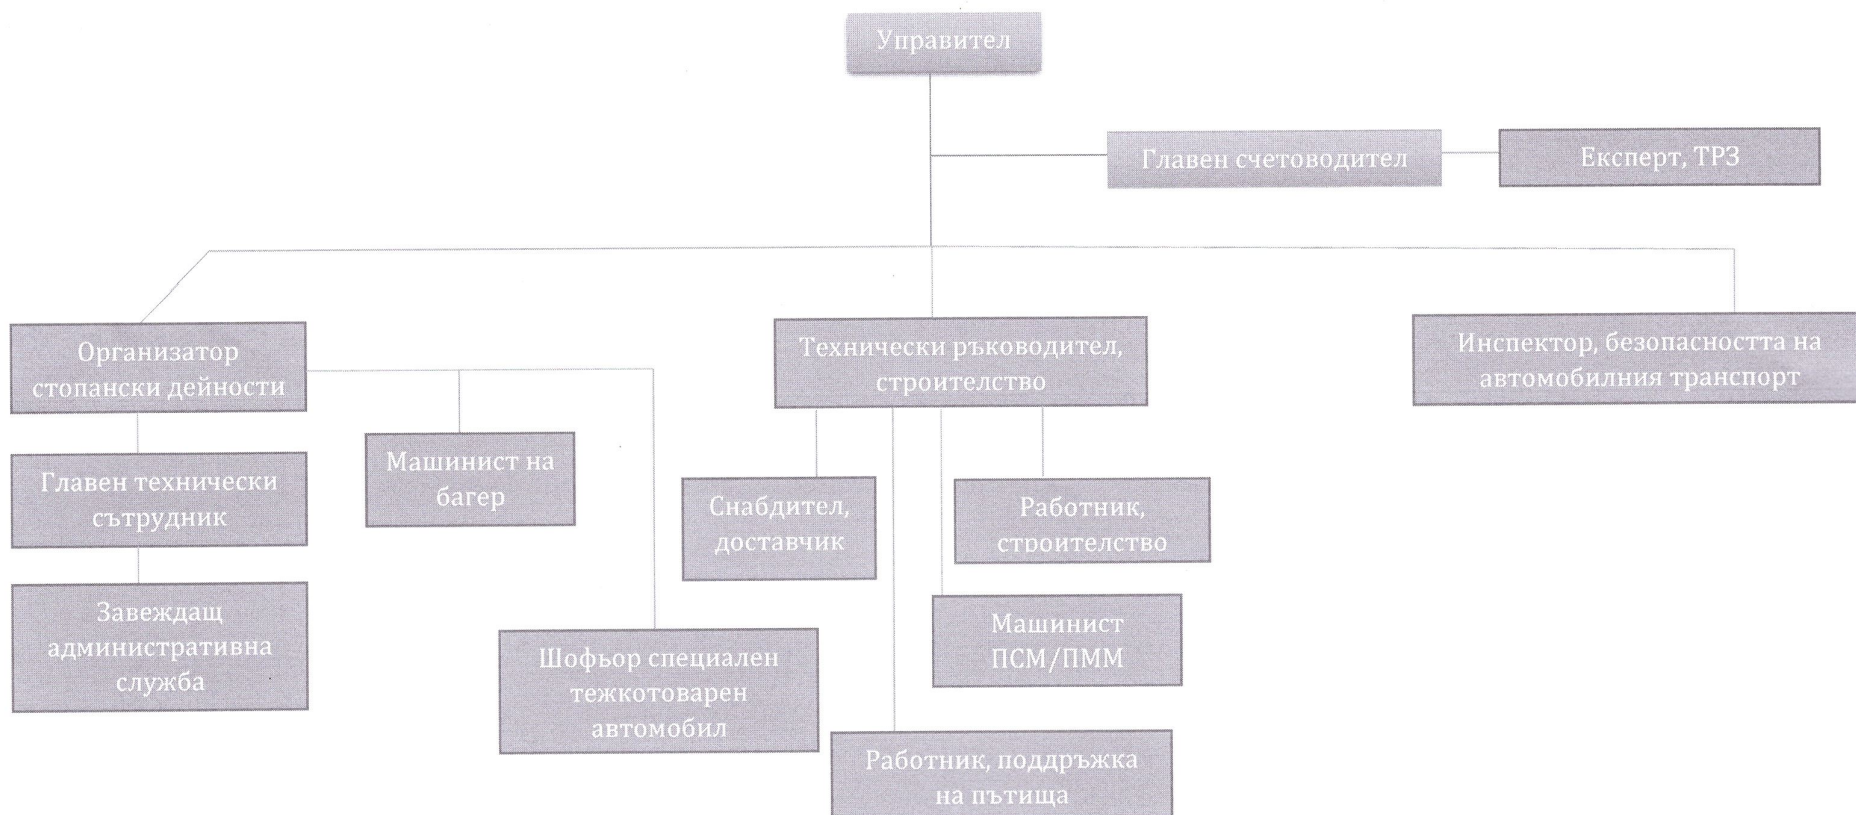 Управител
Главен счетоводител
Експерт, ТРЗ
Организатор
стопански дейности
Технически ръководител,
строителство
Инспектор, безопасността на
автомобилния транспорт
Главен технически
сътрудник
Машинист на
багер
Снабдител,
доставчик
Работник,
строителство
Завеждащ
административна
служба
Шофьор специален
тежкотоварен
автомобил
Машинист
ПСМ/ПММ
Работник, поддръжка
на пътища